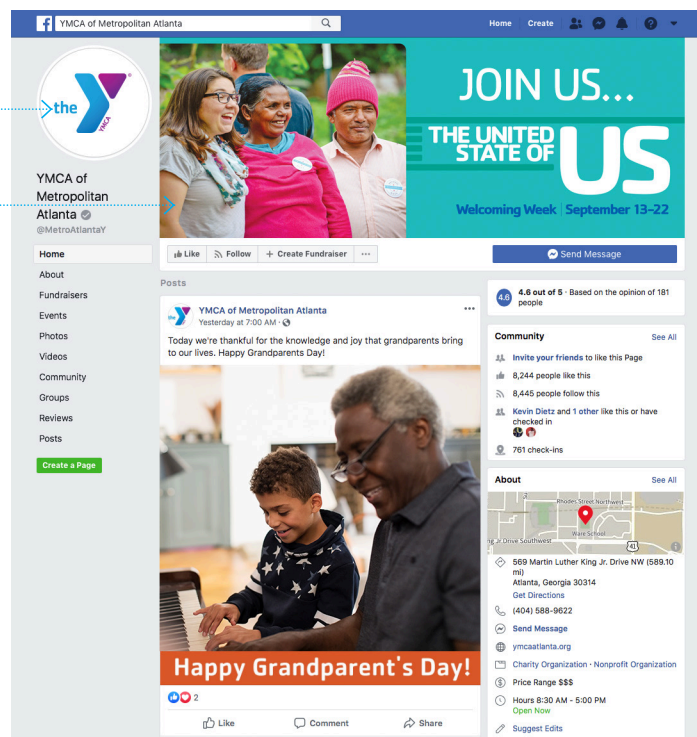 YMCA of Metropolitan Atlanta
Home Create
the
YMCA
YMCA of
Metropolitan
Atlanta
@MetroAtlantaY
Home
About
Fundraisers
Events
Photos
Videos
Community
Groups
Reviews
Posts
Create a Page
JOIN US...
THE UNITED
STATE OF
US
Welcoming Week September 13–22
Like Follow + Create Fundraiser ...
Send Message
Posts
YMCA of Metropolitan Atlanta
Yesterday at 7:00 AM ·
Today we're thankful for the knowledge and joy that grandparents bring
to our lives. Happy Grandparents Day!
Happy Grandparent's Day!
2
Like Comment Share
4.6
4.6 out of 5 · Based on the opinion of 181
people
Community See All
Invite your friends to like this Page
8,244 people like this
8,445 people follow this
Kevin Dietz and 1 other like this or have
checked in
761 check-ins
About See All
Rhodes Street Northwest
Ware School
ng Jr Drive Southwest
41
569 Martin Luther King Jr. Drive NW (589.10
mi)
Atlanta, Georgia 30314
Get Directions
(404) 588-9622
Send Message
ymcaatlanta.org
Charity Organization · Nonprofit Organization
Price Range $$$
Hours 8:30 AM - 5:00 PM
Open Now
Suggest Edits